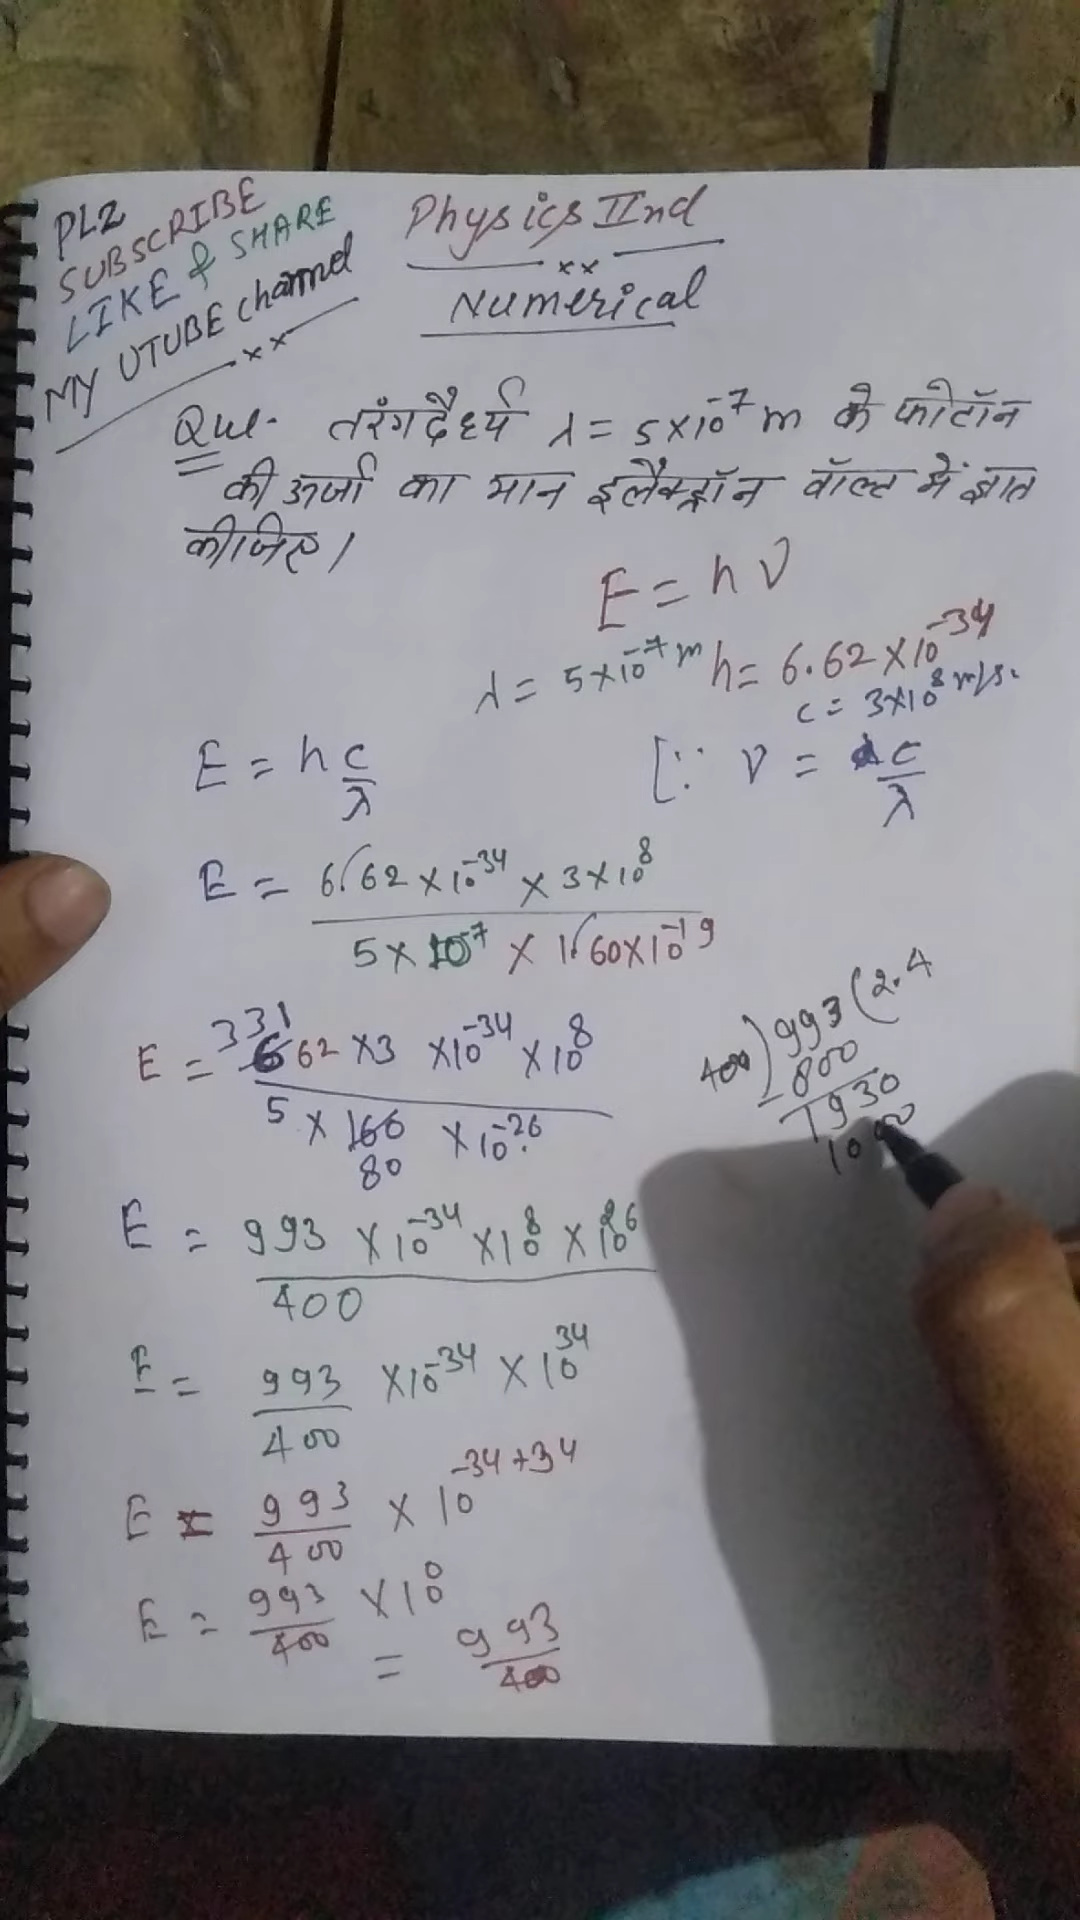 PLZ
SUBSCRIBE
LIKE & SHARE
MY UTUBE channel
××
Physics IInd
××
Numerical
Que. तरंगदैर्ध्य λ = 5×10⁻⁷ m के फोटॉन
की ऊर्जा का मान इलैक्ट्रॉन वॉल्ट में ज्ञात
कीजिए।
E = hν
λ = 5×10⁻⁷ m h = 6.62×10⁻³⁴
c = 3×10⁸ m/s.
E = h c/λ [∵ ν = c/λ
E = 6.62 × 10⁻³⁴ × 3×10⁸
5 × 10⁻⁷ × 1.60×10⁻¹⁹
331
E = 662 ×3 ×10⁻³⁴ ×10⁸
5 × 160 × 10⁻²⁶
80
400) 993 (2.4
800
1930
E = 993 ×10⁻³⁴ ×10⁸ × 10²⁶
400
E = 993 ×10⁻³⁴ × 10³⁴
400
E = 993 × 10⁻³⁴⁺³⁴
400
E = 993 ×10⁰
400
= 993
400